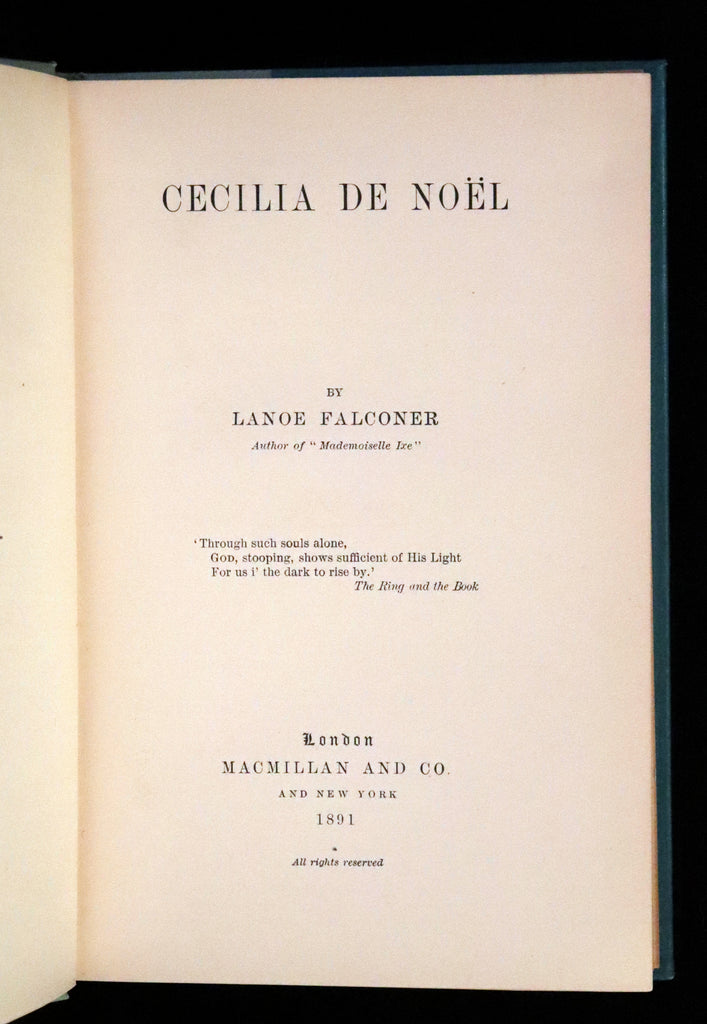 CECILIA DE NOËL
BY
LANOE FALCONER
Author of “Mademoiselle Ixe”
‘Through such souls alone,
GOD, stooping, shows sufficient of His Light
For us i’ the dark to rise by.’
The Ring and the Book
London
MACMILLAN AND CO.
AND NEW YORK
1891
All rights reserved